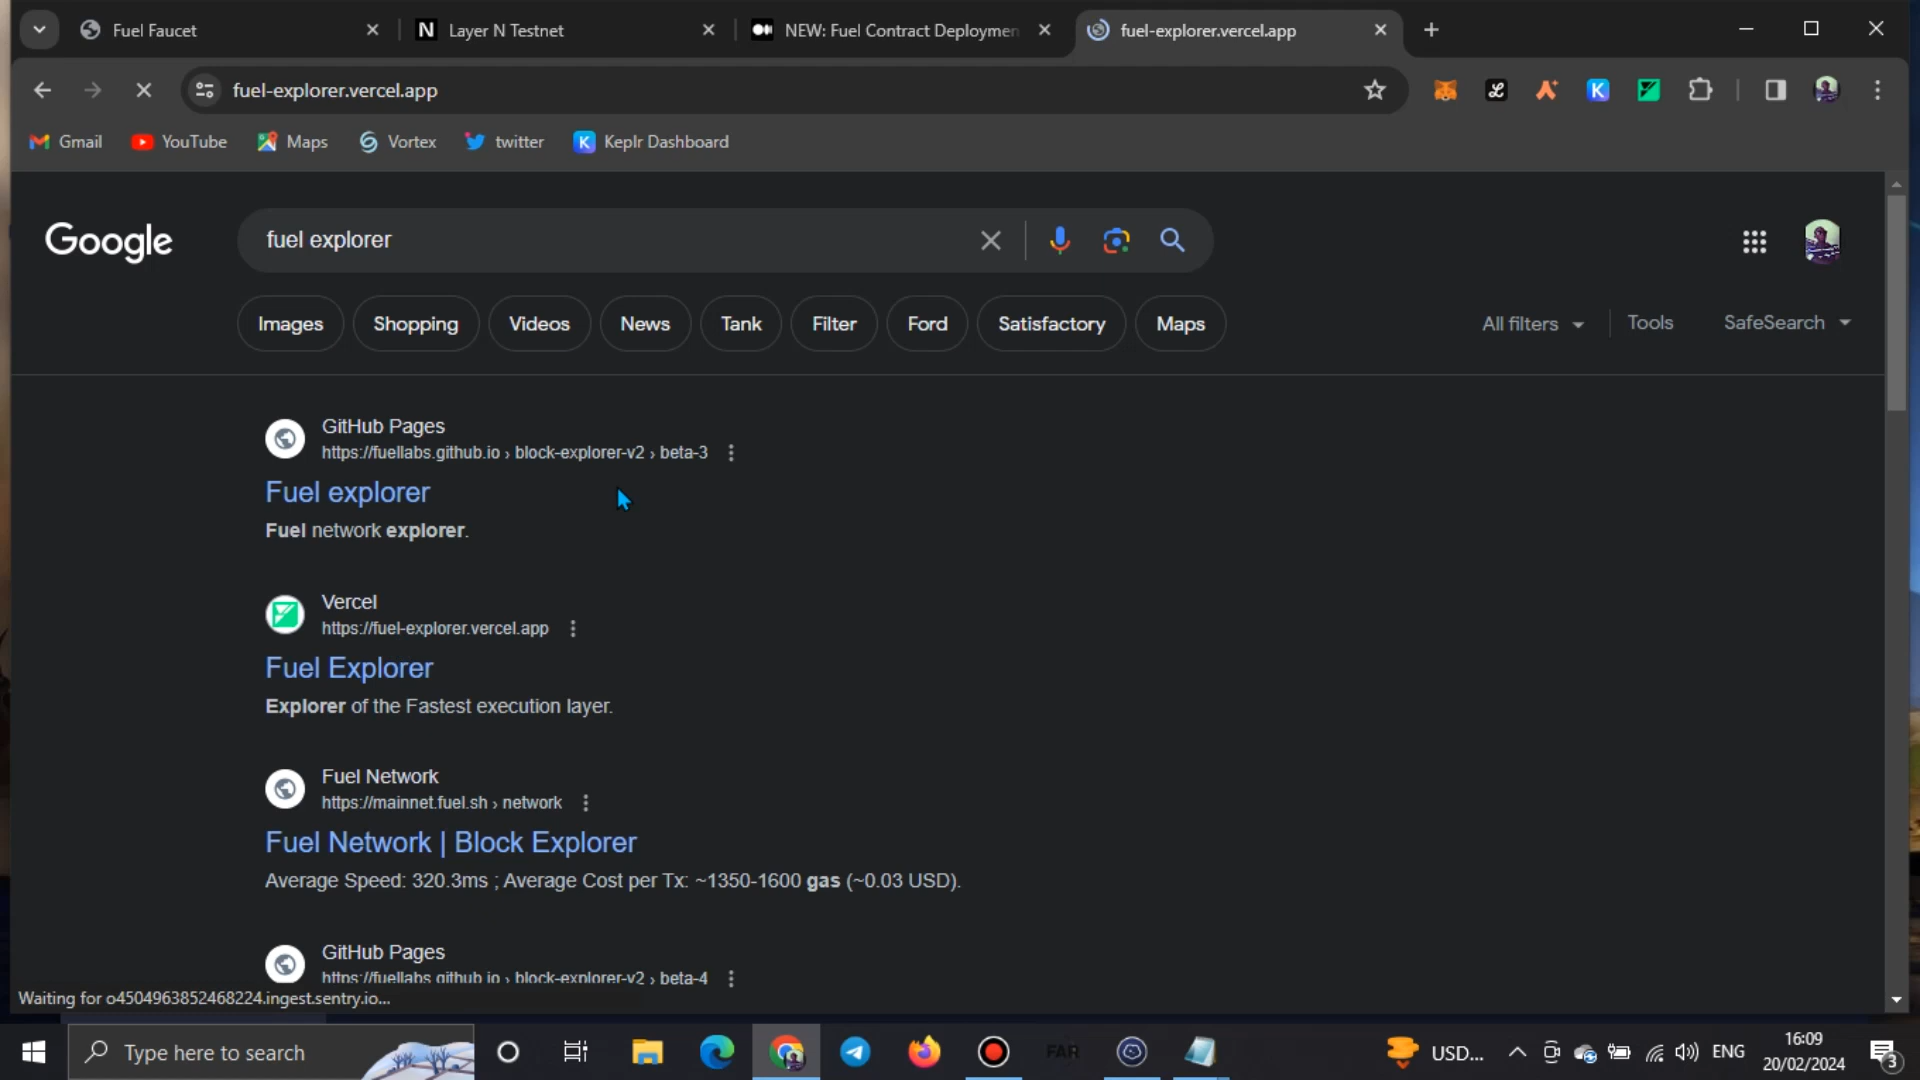 Fuel Faucet
N Layer N Testnet
NEW: Fuel Contract Deploymen
fuel-explorer.vercel.app
fuel-explorer.vercel.app
Gmail
YouTube
Maps
Vortex
twitter
K Keplr Dashboard
Google
fuel explorer
Images
Shopping
Videos
News
Tank
Filter
Ford
Satisfactory
Maps
All filters
Tools
SafeSearch
GitHub Pages
https://fuellabs.github.io › block-explorer-v2 › beta-3
Fuel explorer
Fuel network explorer.
Vercel
https://fuel-explorer.vercel.app
Fuel Explorer
Explorer of the Fastest execution layer.
Fuel Network
https://mainnet.fuel.sh › network
Fuel Network | Block Explorer
Average Speed: 320.3ms ; Average Cost per Tx: ~1350-1600 gas (~0.03 USD).
GitHub Pages
https://fuellabs.github.io › block-explorer-v2 › beta-4
Waiting for o4504963852468224.ingest.sentry.io...
Type here to search
FAR
USD...
ENG
16:09
20/02/2024
3